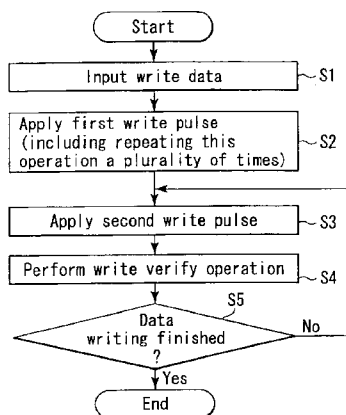 Start
Input write data
S1
Apply first write pulse
(including repeating this
operation a plurality of times)
S2
Apply second write pulse
S3
Perform write verify operation
S4
S5
Data
writing finished
?
No
Yes
End